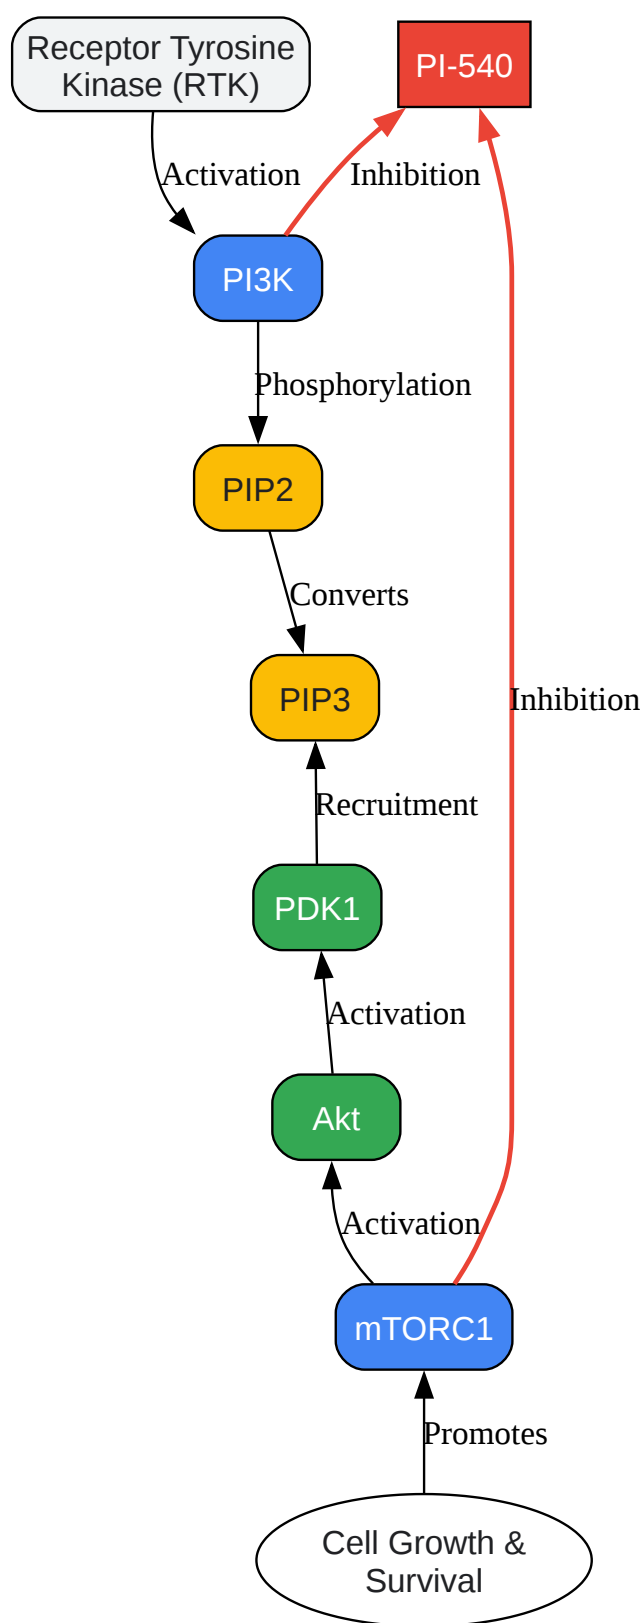 Receptor Tyrosine
Kinase (RTK)
PI-540
Activation
Inhibition
PI3K
Phosphorylation
PIP2
Converts
PIP3
Inhibition
Recruitment
PDK1
Activation
Akt
Activation
mTORC1
Promotes
Cell Growth &
Survival